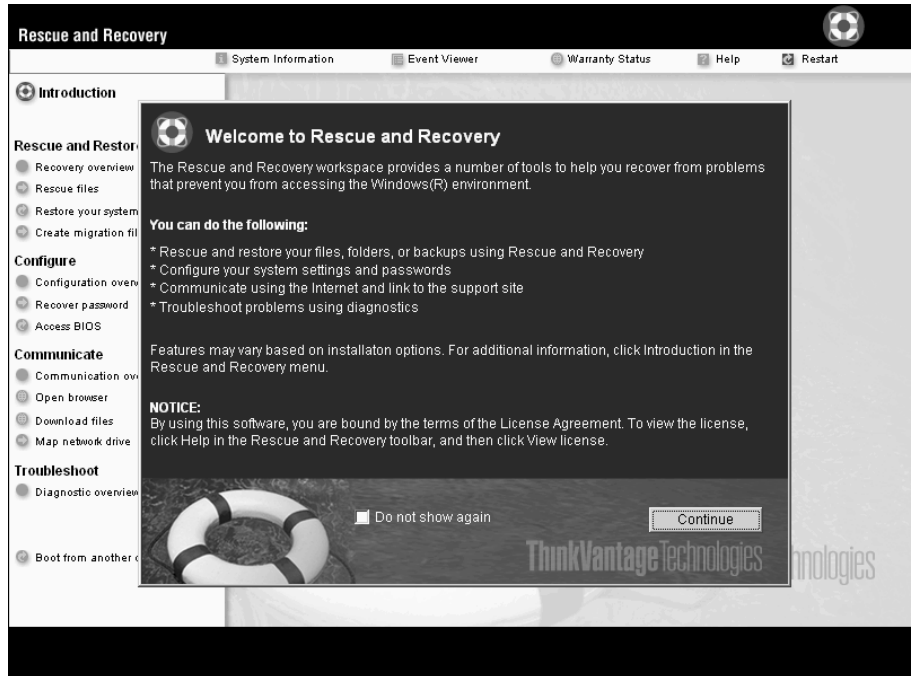 Rescue and Recovery
System Information
Event Viewer
Warranty Status
Help
Restart
Introduction
Rescue and Restor
Recovery overview
Rescue files
Restore your system
Create migration fil
Configure
Configuration overv
Recover password
Access BIOS
Communicate
Communication ov
Open browser
Download files
Map network drive
Troubleshoot
Diagnostic overview
Boot from another
Welcome to Rescue and Recovery
The Rescue and Recovery workspace provides a number of tools to help you recover from problems
that prevent you from accessing the Windows(R) environment.
You can do the following:
* Rescue and restore your files, folders, or backups using Rescue and Recovery
* Configure your system settings and passwords
* Communicate using the Internet and link to the support site
* Troubleshoot problems using diagnostics
Features may vary based on installaton options. For additional information, click Introduction in the
Rescue and Recovery menu.
NOTICE:
By using this software, you are bound by the terms of the License Agreement. To view the license,
click Help in the Rescue and Recovery toolbar, and then click View license.
Do not show again
Continue
ThinkVantage Technologies
hnologies